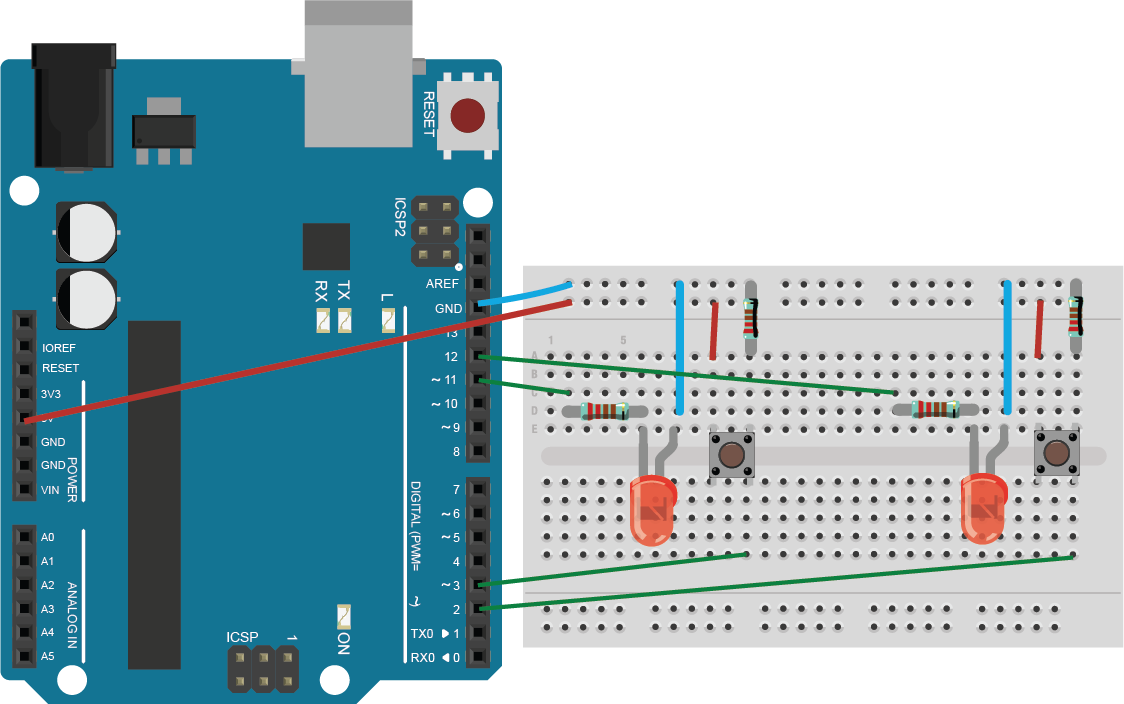 RESET
ICSP2
AREF
GND
RX
TX
L
13
12
~ 11
~ 10
~ 9
8
7
~ 6
~ 5
4
~ 3
2
TX0 ▶ 1
RX0 ◀ 0
DIGITAL (PWM= ~)
IOREF
RESET
3V3
GND
GND
VIN
POWER
A0
A1
A2
A3
A4
A5
ANALOG IN
ICSP
1
ON
1
5
A
B
C
D
E